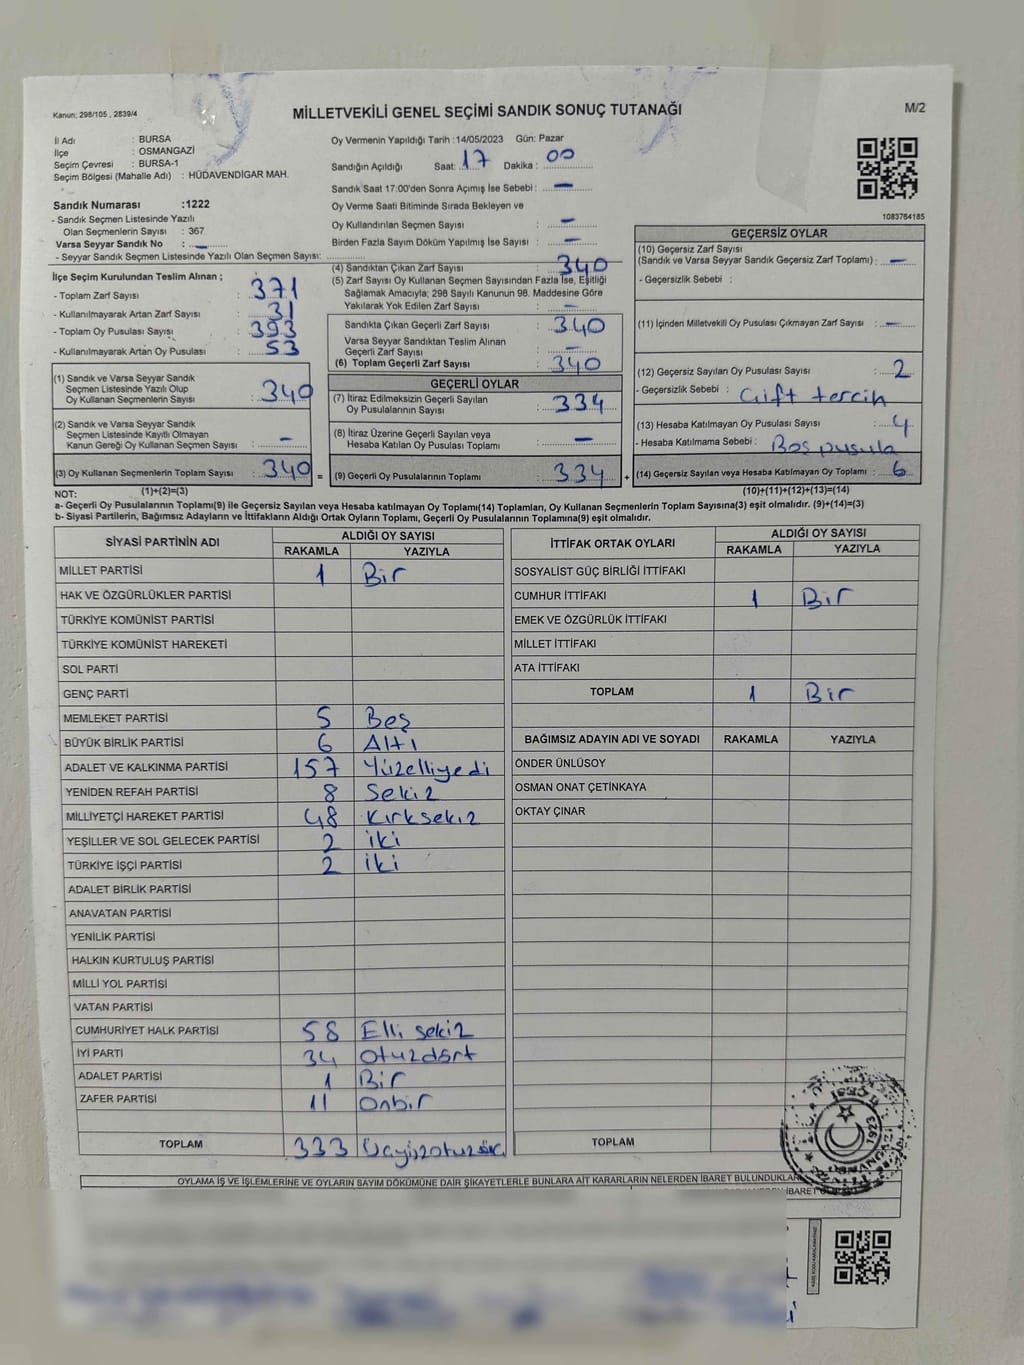 Kanun: 298/105 , 2839/4
MİLLETVEKİLİ GENEL SEÇİMİ SANDIK SONUÇ TUTANAĞI
M/2
İl Adı : BURSA
İlçe : OSMANGAZİ
Seçim Çevresi : BURSA-1
Seçim Bölgesi (Mahalle Adı) : HÜDAVENDİGAR MAH.
Oy Vermenin Yapıldığı Tarih : 14/05/2023 Gün: Pazar
Sandığın Açıldığı Saat: 17 Dakika : 00
Sandık Saat 17:00'den Sonra Açımış İse Sebebi : —
Oy Verme Saati Bitiminde Sırada Bekleyen ve
Oy Kullandırılan Seçmen Sayısı : —
Birden Fazla Sayım Döküm Yapılmış İse Sayısı : —
1083764185
Sandık Numarası :1222
- Sandık Seçmen Listesinde Yazılı
Olan Seçmenlerin Sayısı : 367
Varsa Seyyar Sandık No : —
- Seyyar Sandık Seçmen Listesinde Yazılı Olan Seçmen Sayısı:
İlçe Seçim Kurulundan Teslim Alınan ;
- Toplam Zarf Sayısı : 371
- Kullanılmayarak Artan Zarf Sayısı : 31
- Toplam Oy Pusulası Sayısı : 393
- Kullanılmayarak Artan Oy Pusulası : 53
(4) Sandıktan Çıkan Zarf Sayısı : 340
(5) Zarf Sayısı Oy Kullanan Seçmen Sayısından Fazla İse, Eşitliği
Sağlamak Amacıyla; 298 Sayılı Kanunun 98. Maddesine Göre
Yakılarak Yok Edilen Zarf Sayısı : —
Sandıkta Çıkan Geçerli Zarf Sayısı : 340
Varsa Seyyar Sandıktan Teslim Alınan
Geçerli Zarf Sayısı : —
(6) Toplam Geçerli Zarf Sayısı : 340
GEÇERSİZ OYLAR
(10) Geçersiz Zarf Sayısı
(Sandık ve Varsa Seyyar Sandık Geçersiz Zarf Toplamı) : —
- Geçersizlik Sebebi :
(11) İçinden Milletvekili Oy Pusulası Çıkmayan Zarf Sayısı : —
(12) Geçersiz Sayılan Oy Pusulası Sayısı : 2
- Geçersizlik Sebebi : Çift tercih
(13) Hesaba Katılmayan Oy Pusulası Sayısı : 4
- Hesaba Katılmama Sebebi : Boş pusula
(14) Geçersiz Sayılan veya Hesaba Katılmayan Oy Toplamı : 6
(1) Sandık ve Varsa Seyyar Sandık
Seçmen Listesinde Yazılı Olup
Oy Kullanan Seçmenlerin Sayısı : 340
(2) Sandık ve Varsa Seyyar Sandık
Seçmen Listesinde Kayıtlı Olmayan
Kanun Gereği Oy Kullanan Seçmen Sayısı : —
(3) Oy Kullanan Seçmenlerin Toplam Sayısı : 340 =
GEÇERLİ OYLAR
(7) İtiraz Edilmeksizin Geçerli Sayılan
Oy Pusulalarının Sayısı : 334
(8) İtiraz Üzerine Geçerli Sayılan veya
Hesaba Katılan Oy Pusulası Toplamı : —
(9) Geçerli Oy Pusulalarının Toplamı : 334 +
NOT: (1)+(2)=(3) (10)+(11)+(12)+(13)=(14)
a- Geçerli Oy Pusulalarının Toplamı(9) ile Geçersiz Sayılan veya Hesaba katılmayan Oy Toplamı(14) Toplamları, Oy Kullanan Seçmenlerin Toplam Sayısına(3) eşit olmalıdır. (9)+(14)=(3)
b- Siyasi Partilerin, Bağımsız Adayların ve İttifakların Aldığı Ortak Oyların Toplamı, Geçerli Oy Pusulalarının Toplamına(9) eşit olmalıdır.
SİYASİ PARTİNİN ADI ALDIĞI OY SAYISI
RAKAMLA YAZIYLA
MİLLET PARTİSİ 1 Bir
HAK VE ÖZGÜRLÜKLER PARTİSİ
TÜRKİYE KOMÜNİST PARTİSİ
TÜRKİYE KOMÜNİST HAREKETİ
SOL PARTİ
GENÇ PARTİ
MEMLEKET PARTİSİ 5 Beş
BÜYÜK BİRLİK PARTİSİ 6 Altı
ADALET VE KALKINMA PARTİSİ 157 Yüzelliyedi
YENİDEN REFAH PARTİSİ 8 Sekiz
MİLLİYETÇİ HAREKET PARTİSİ 48 Kırksekiz
YEŞİLLER VE SOL GELECEK PARTİSİ 2 iki
TÜRKİYE İŞÇİ PARTİSİ 2 iki
ADALET BİRLİK PARTİSİ
ANAVATAN PARTİSİ
YENİLİK PARTİSİ
HALKIN KURTULUŞ PARTİSİ
MİLLİ YOL PARTİSİ
VATAN PARTİSİ
CUMHURİYET HALK PARTİSİ 58 Elli sekiz
İYİ PARTİ 34 otuzdört
ADALET PARTİSİ 1 Bir
ZAFER PARTİSİ 11 Onbir
TOPLAM 333
İTTİFAK ORTAK OYLARI ALDIĞI OY SAYISI
RAKAMLA YAZIYLA
SOSYALİST GÜÇ BİRLİĞİ İTTİFAKI
CUMHUR İTTİFAKI 1 Bir
EMEK VE ÖZGÜRLÜK İTTİFAKI
MİLLET İTTİFAKI
ATA İTTİFAKI
TOPLAM 1 Bir
BAĞIMSIZ ADAYIN ADI VE SOYADI RAKAMLA YAZIYLA
ÖNDER ÜNLÜSOY
OSMAN ONAT ÇETİNKAYA
OKTAY ÇINAR
TOPLAM
1923
OYLAMA İŞ VE İŞLEMLERİNE VE OYLARIN SAYIM DÖKÜMÜNE DAİR ŞİKAYETLERLE BUNLARA AİT KARARLARIN NELERDEN İBARET BULUNDUKLARI